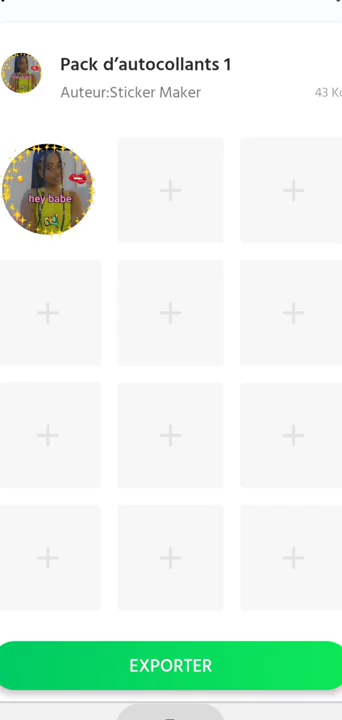 Pack d’autocollants 1
Auteur:Sticker Maker
43 Ko
hey babe
EXPORTER